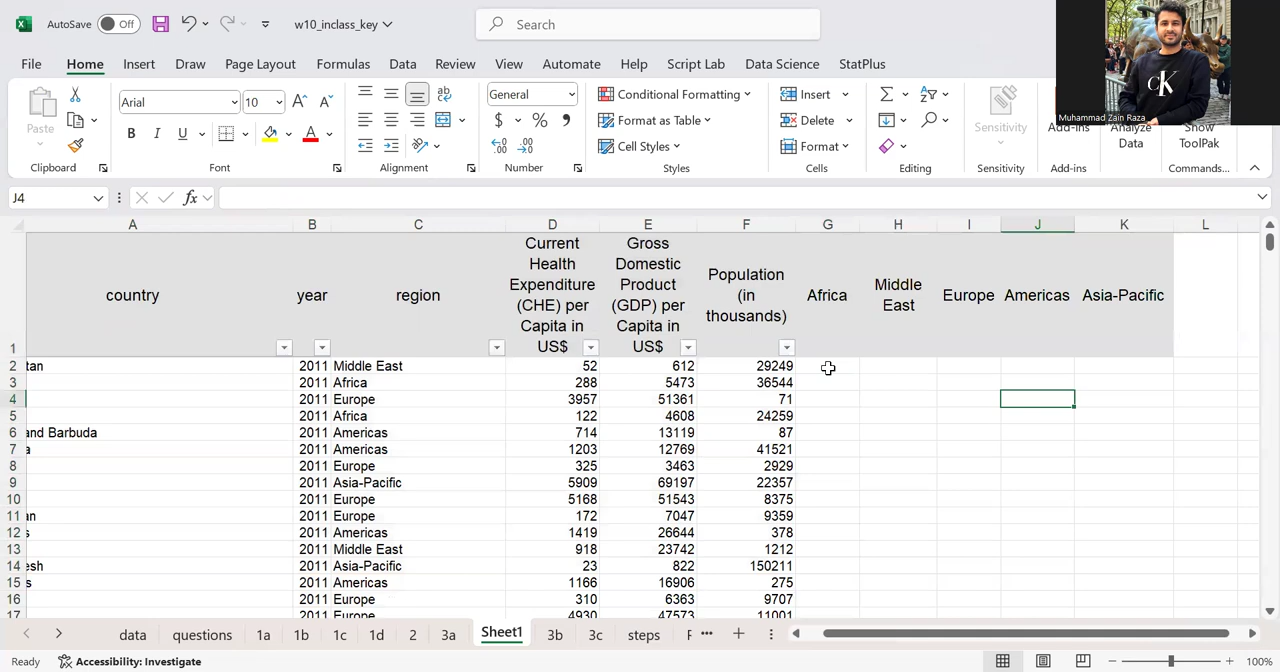 AutoSave Off w10_inclass_key Search
File Home Insert Draw Page Layout Formulas Data Review View Automate Help Script Lab Data Science StatPlus
Paste Arial 10 B I U General $ % Conditional Formatting Format as Table Cell Styles Insert Delete Format Sensitivity Add-ins Analyze Data Show ToolPak
Clipboard Font Alignment Number Styles Cells Editing Sensitivity Add-ins Commands...
Muhammad Zain Raza
J4 fx
A B C D E F G H I J K L
1 country year region Current Health Expenditure (CHE) per Capita in US$ Gross Domestic Product (GDP) per Capita in US$ Population (in thousands) Africa Middle East Europe Americas Asia-Pacific
2 tan 2011 Middle East 52 612 29249
3 2011 Africa 288 5473 36544
4 2011 Europe 3957 51361 71
5 2011 Africa 122 4608 24259
6 and Barbuda 2011 Americas 714 13119 87
7 a 2011 Americas 1203 12769 41521
8 2011 Europe 325 3463 2929
9 2011 Asia-Pacific 5909 69197 22357
10 2011 Europe 5168 51543 8375
11 an 2011 Europe 172 7047 9359
12 s 2011 Americas 1419 26644 378
13 2011 Middle East 918 23742 1212
14 esh 2011 Asia-Pacific 23 822 150211
15 s 2011 Americas 1166 16906 275
16 2011 Europe 310 6363 9707
17 2011 Europe 4930 47573 11001
data questions 1a 1b 1c 1d 2 3a Sheet1 3b 3c steps F ...
Ready Accessibility: Investigate 100%